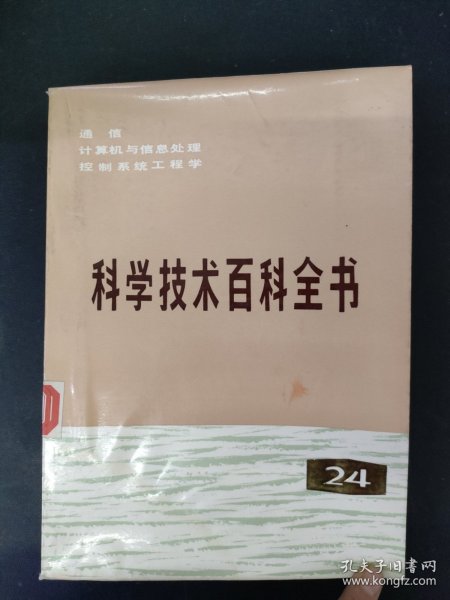 通信
计算机与信息处理
控制系统工程学
科学技术百科全书
24
孔夫子旧书网
www.kongfz.com